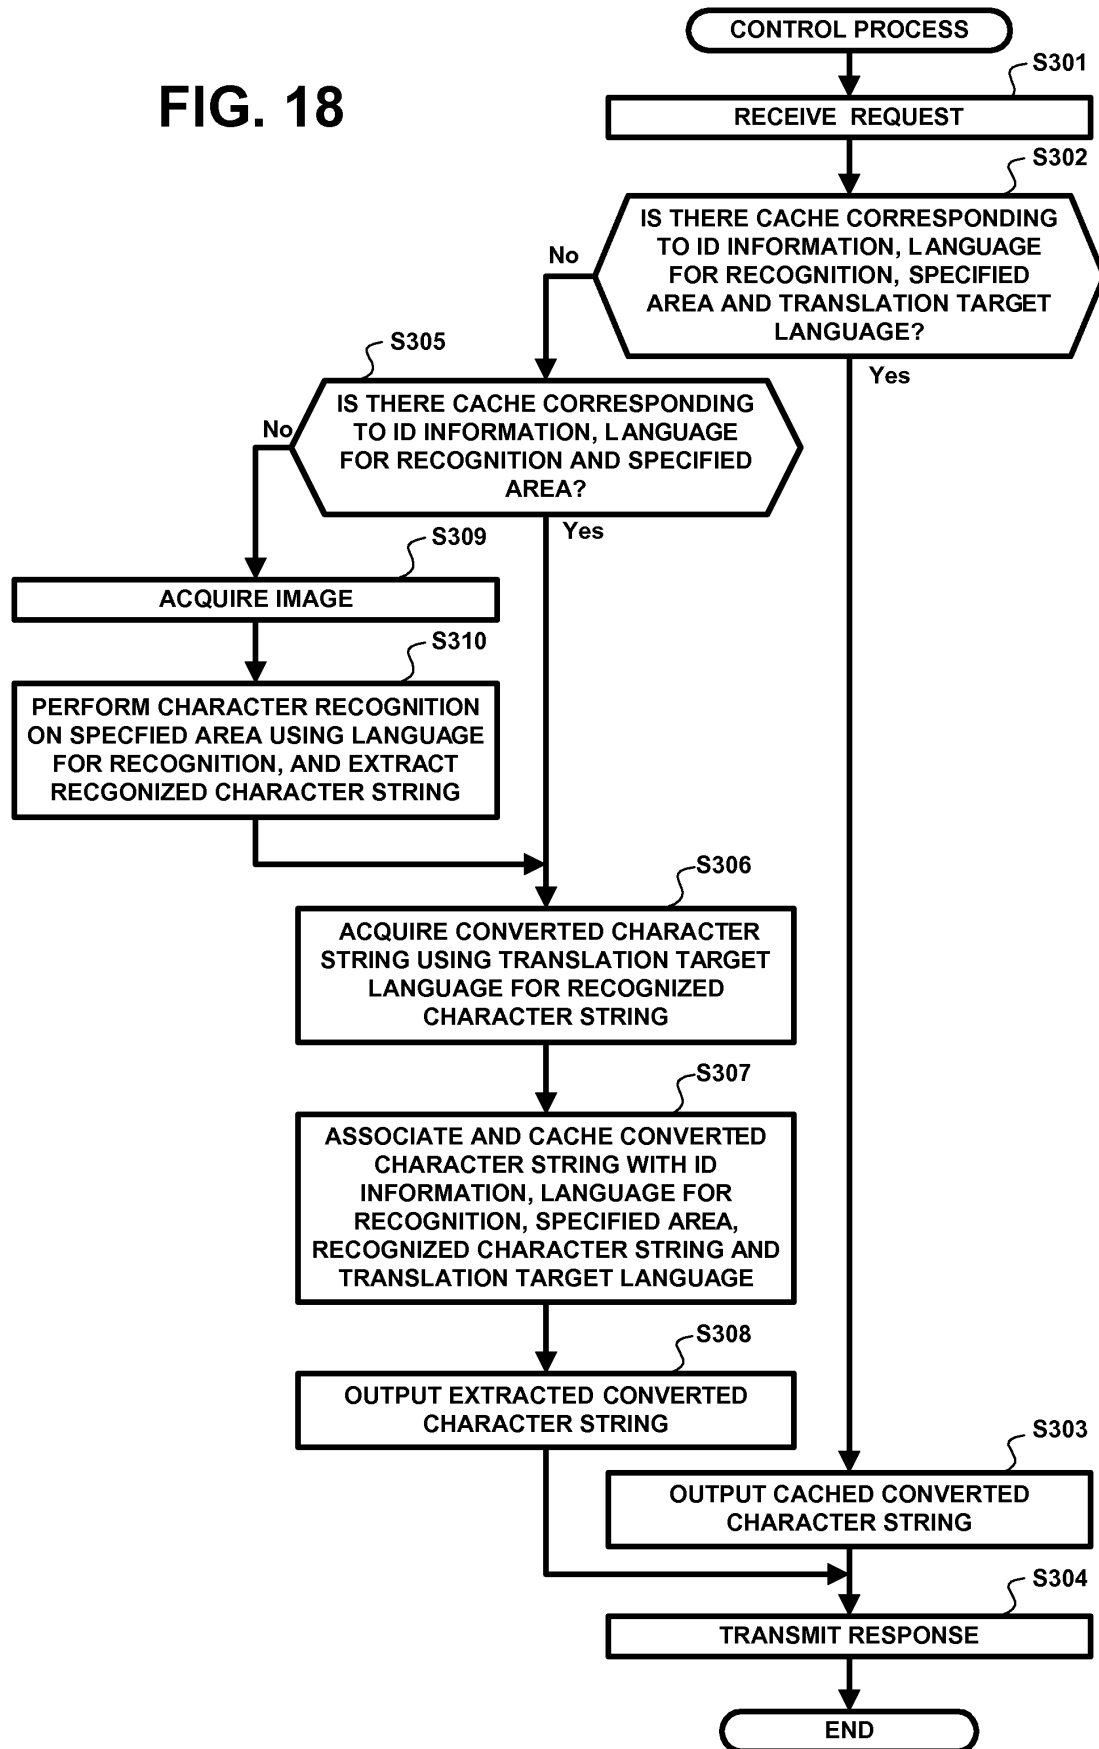 CONTROL PROCESS
FIG. 18
S301
RECEIVE REQUEST
S302
IS THERE CACHE CORRESPONDING
TO ID INFORMATION, LANGUAGE
FOR RECOGNITION, SPECIFIED
AREA AND TRANSLATION TARGET
LANGUAGE?
No
Yes
S305
IS THERE CACHE CORRESPONDING
TO ID INFORMATION, LANGUAGE
FOR RECOGNITION AND SPECIFIED
AREA?
No
Yes
S309
ACQUIRE IMAGE
S310
PERFORM CHARACTER RECOGNITION
ON SPECFIED AREA USING LANGUAGE
FOR RECOGNITION, AND EXTRACT
RECGONIZED CHARACTER STRING
S306
ACQUIRE CONVERTED CHARACTER
STRING USING TRANSLATION TARGET
LANGUAGE FOR RECOGNIZED
CHARACTER STRING
S307
ASSOCIATE AND CACHE CONVERTED
CHARACTER STRING WITH ID
INFORMATION, LANGUAGE FOR
RECOGNITION, SPECIFIED AREA,
RECOGNIZED CHARACTER STRING AND
TRANSLATION TARGET LANGUAGE
S308
OUTPUT EXTRACTED CONVERTED
CHARACTER STRING
S303
OUTPUT CACHED CONVERTED
CHARACTER STRING
S304
TRANSMIT RESPONSE
END